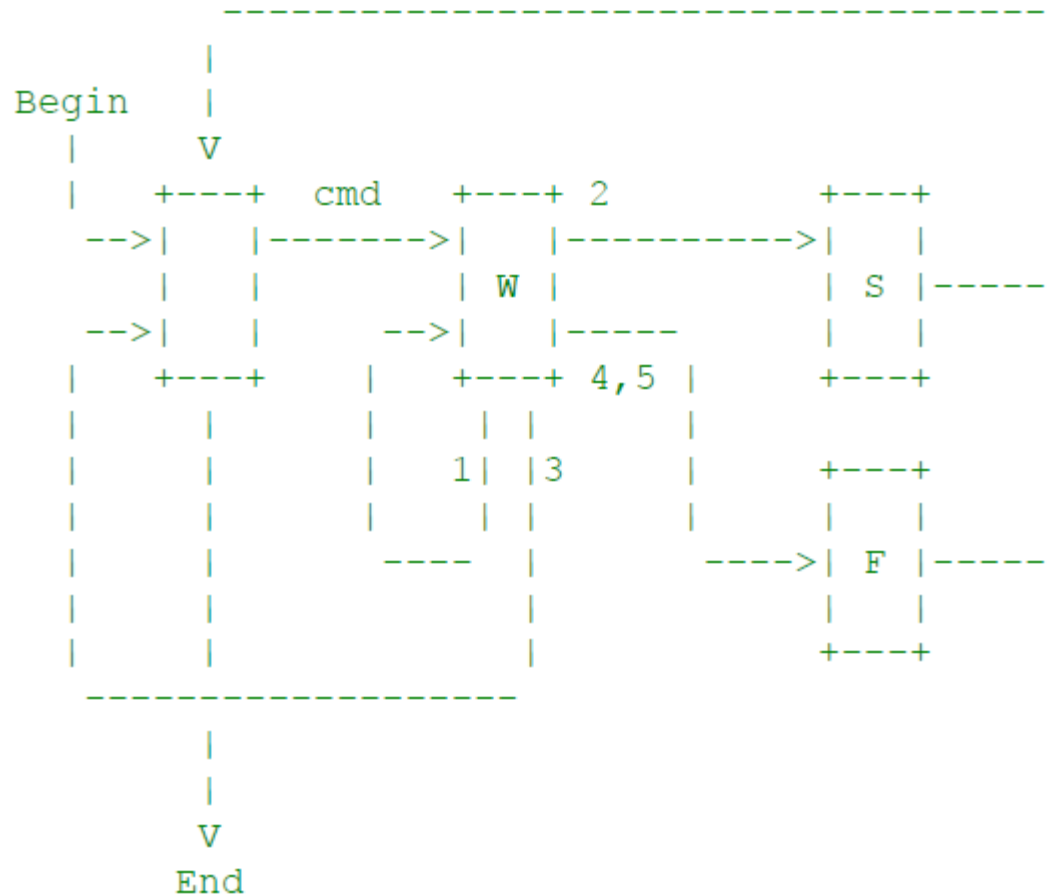 ------------------------------------
           |
Begin      |
  |        V
  |      +---+   cmd    +---+ 2          +---+
   -->|   |------->|   |---------->|   |
      |   |        | W |           | S |-----
   -->|   |     -->|   |-----      |   |
  |      +---+    |     +---+ 4,5 |      +---+
  |        |      |      | |      |
  |        |      |     1| |3     |      +---+
  |        |      |      | |      |      |   |
  |        |       ----    |       ---->| F |-----
  |        |               |             |   |
  |        |               |             +---+
   -------------------
           |
           |
           V
          End